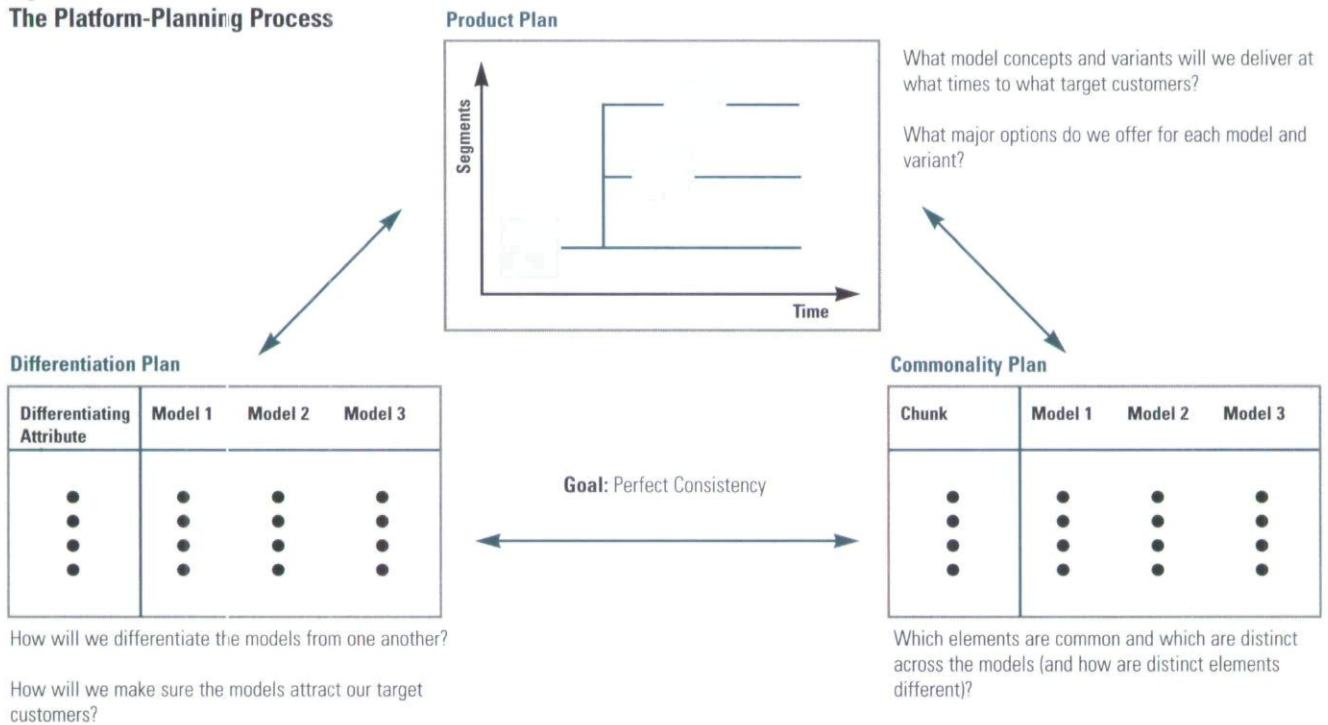 The Platform-Planning Process
Product Plan
Segments
Time
What model concepts and variants will we deliver at
what times to what target customers?
What major options do we offer for each model and
variant?
Differentiation Plan
Differentiating
Attribute
Model 1
Model 2
Model 3
How will we differentiate the models from one another?
How will we make sure the models attract our target
customers?
Goal: Perfect Consistency
Commonality Plan
Chunk
Model 1
Model 2
Model 3
Which elements are common and which are distinct
across the models (and how are distinct elements
different)?